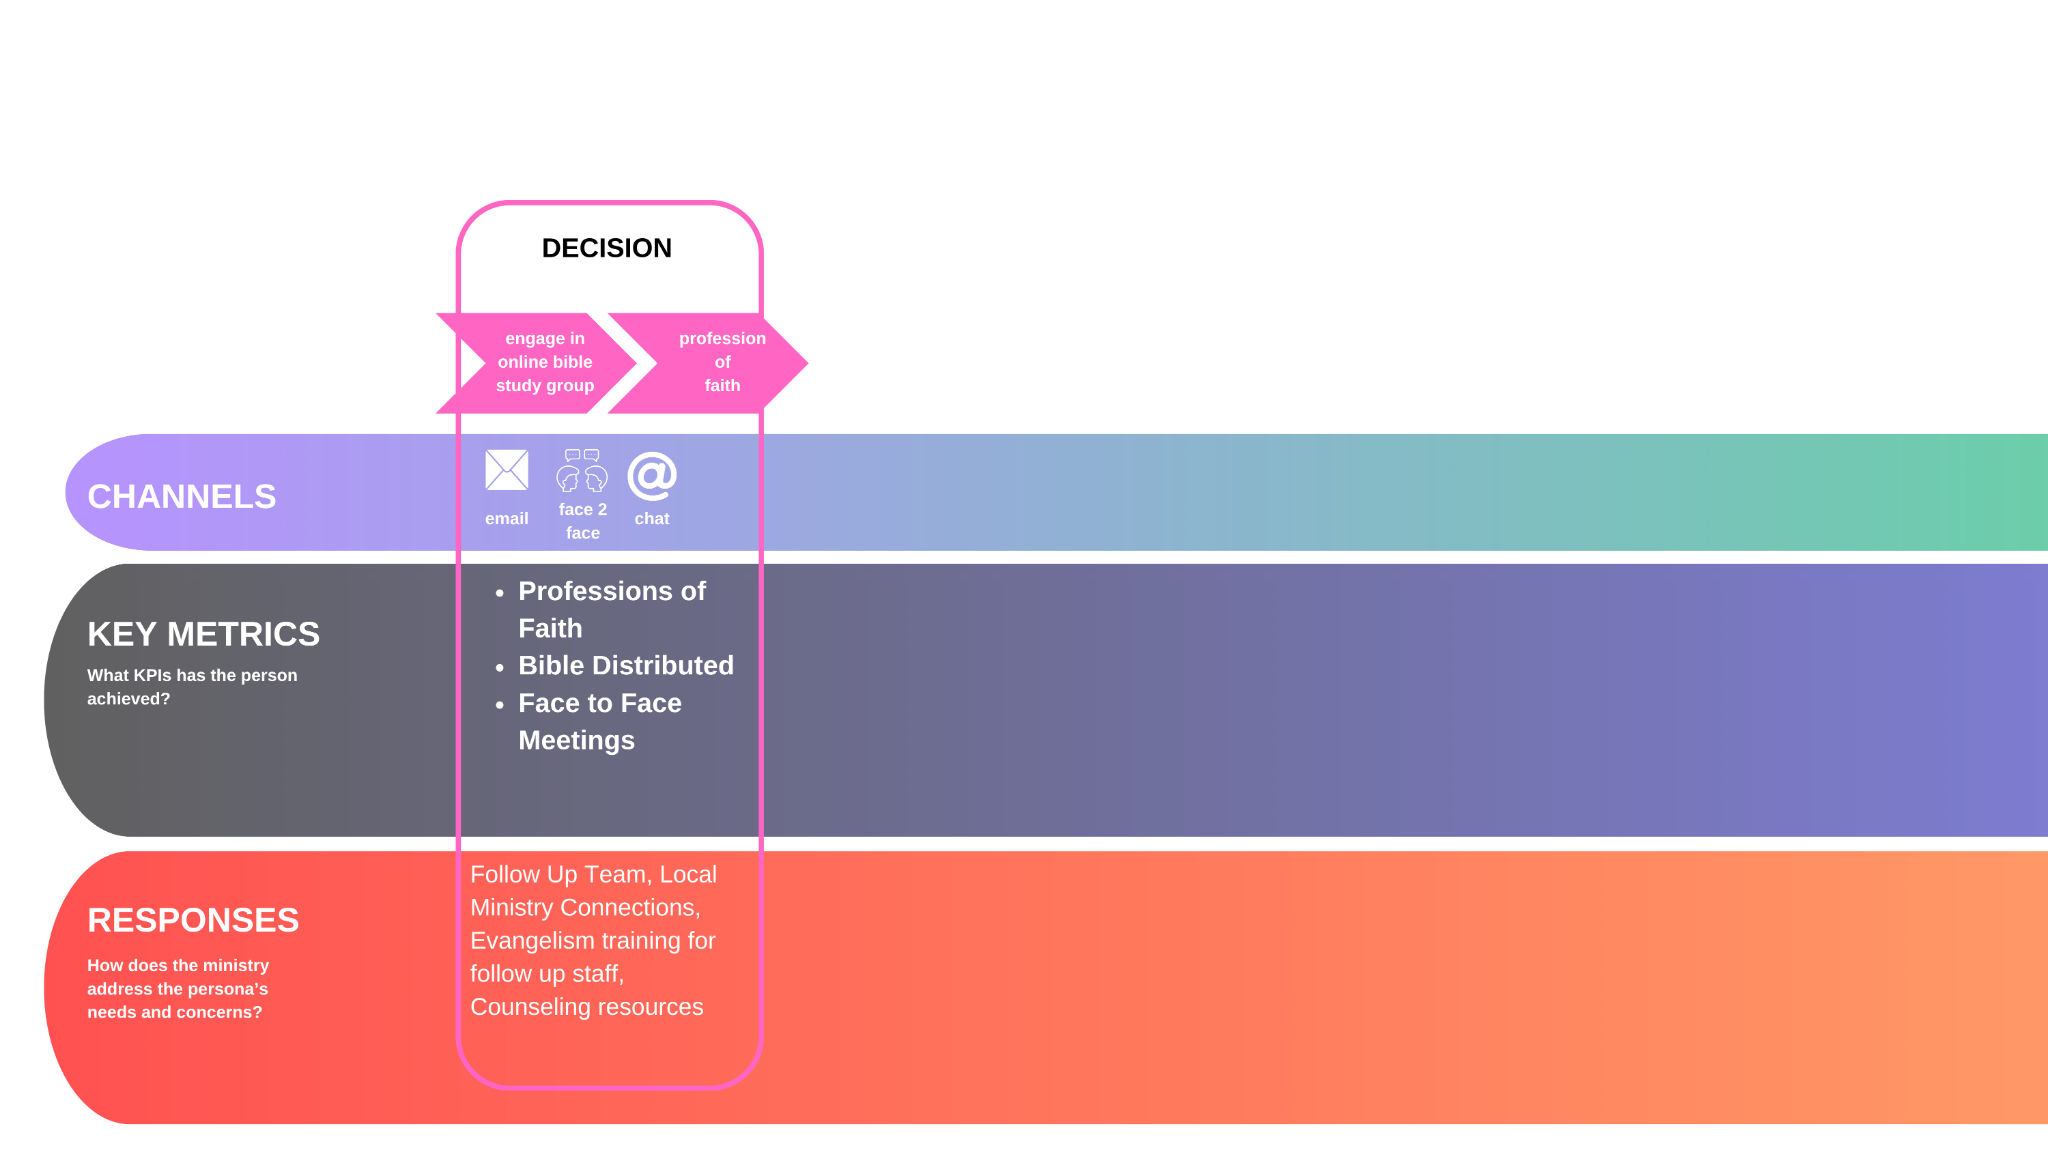 DECISION
engage in
online bible
study group
profession
of
faith
CHANNELS
email
face 2
face
chat
KEY METRICS
What KPIs has the person
achieved?
• Professions of
Faith
• Bible Distributed
• Face to Face
Meetings
RESPONSES
How does the ministry
address the persona’s
needs and concerns?
Follow Up Team, Local
Ministry Connections,
Evangelism training for
follow up staff,
Counseling resources